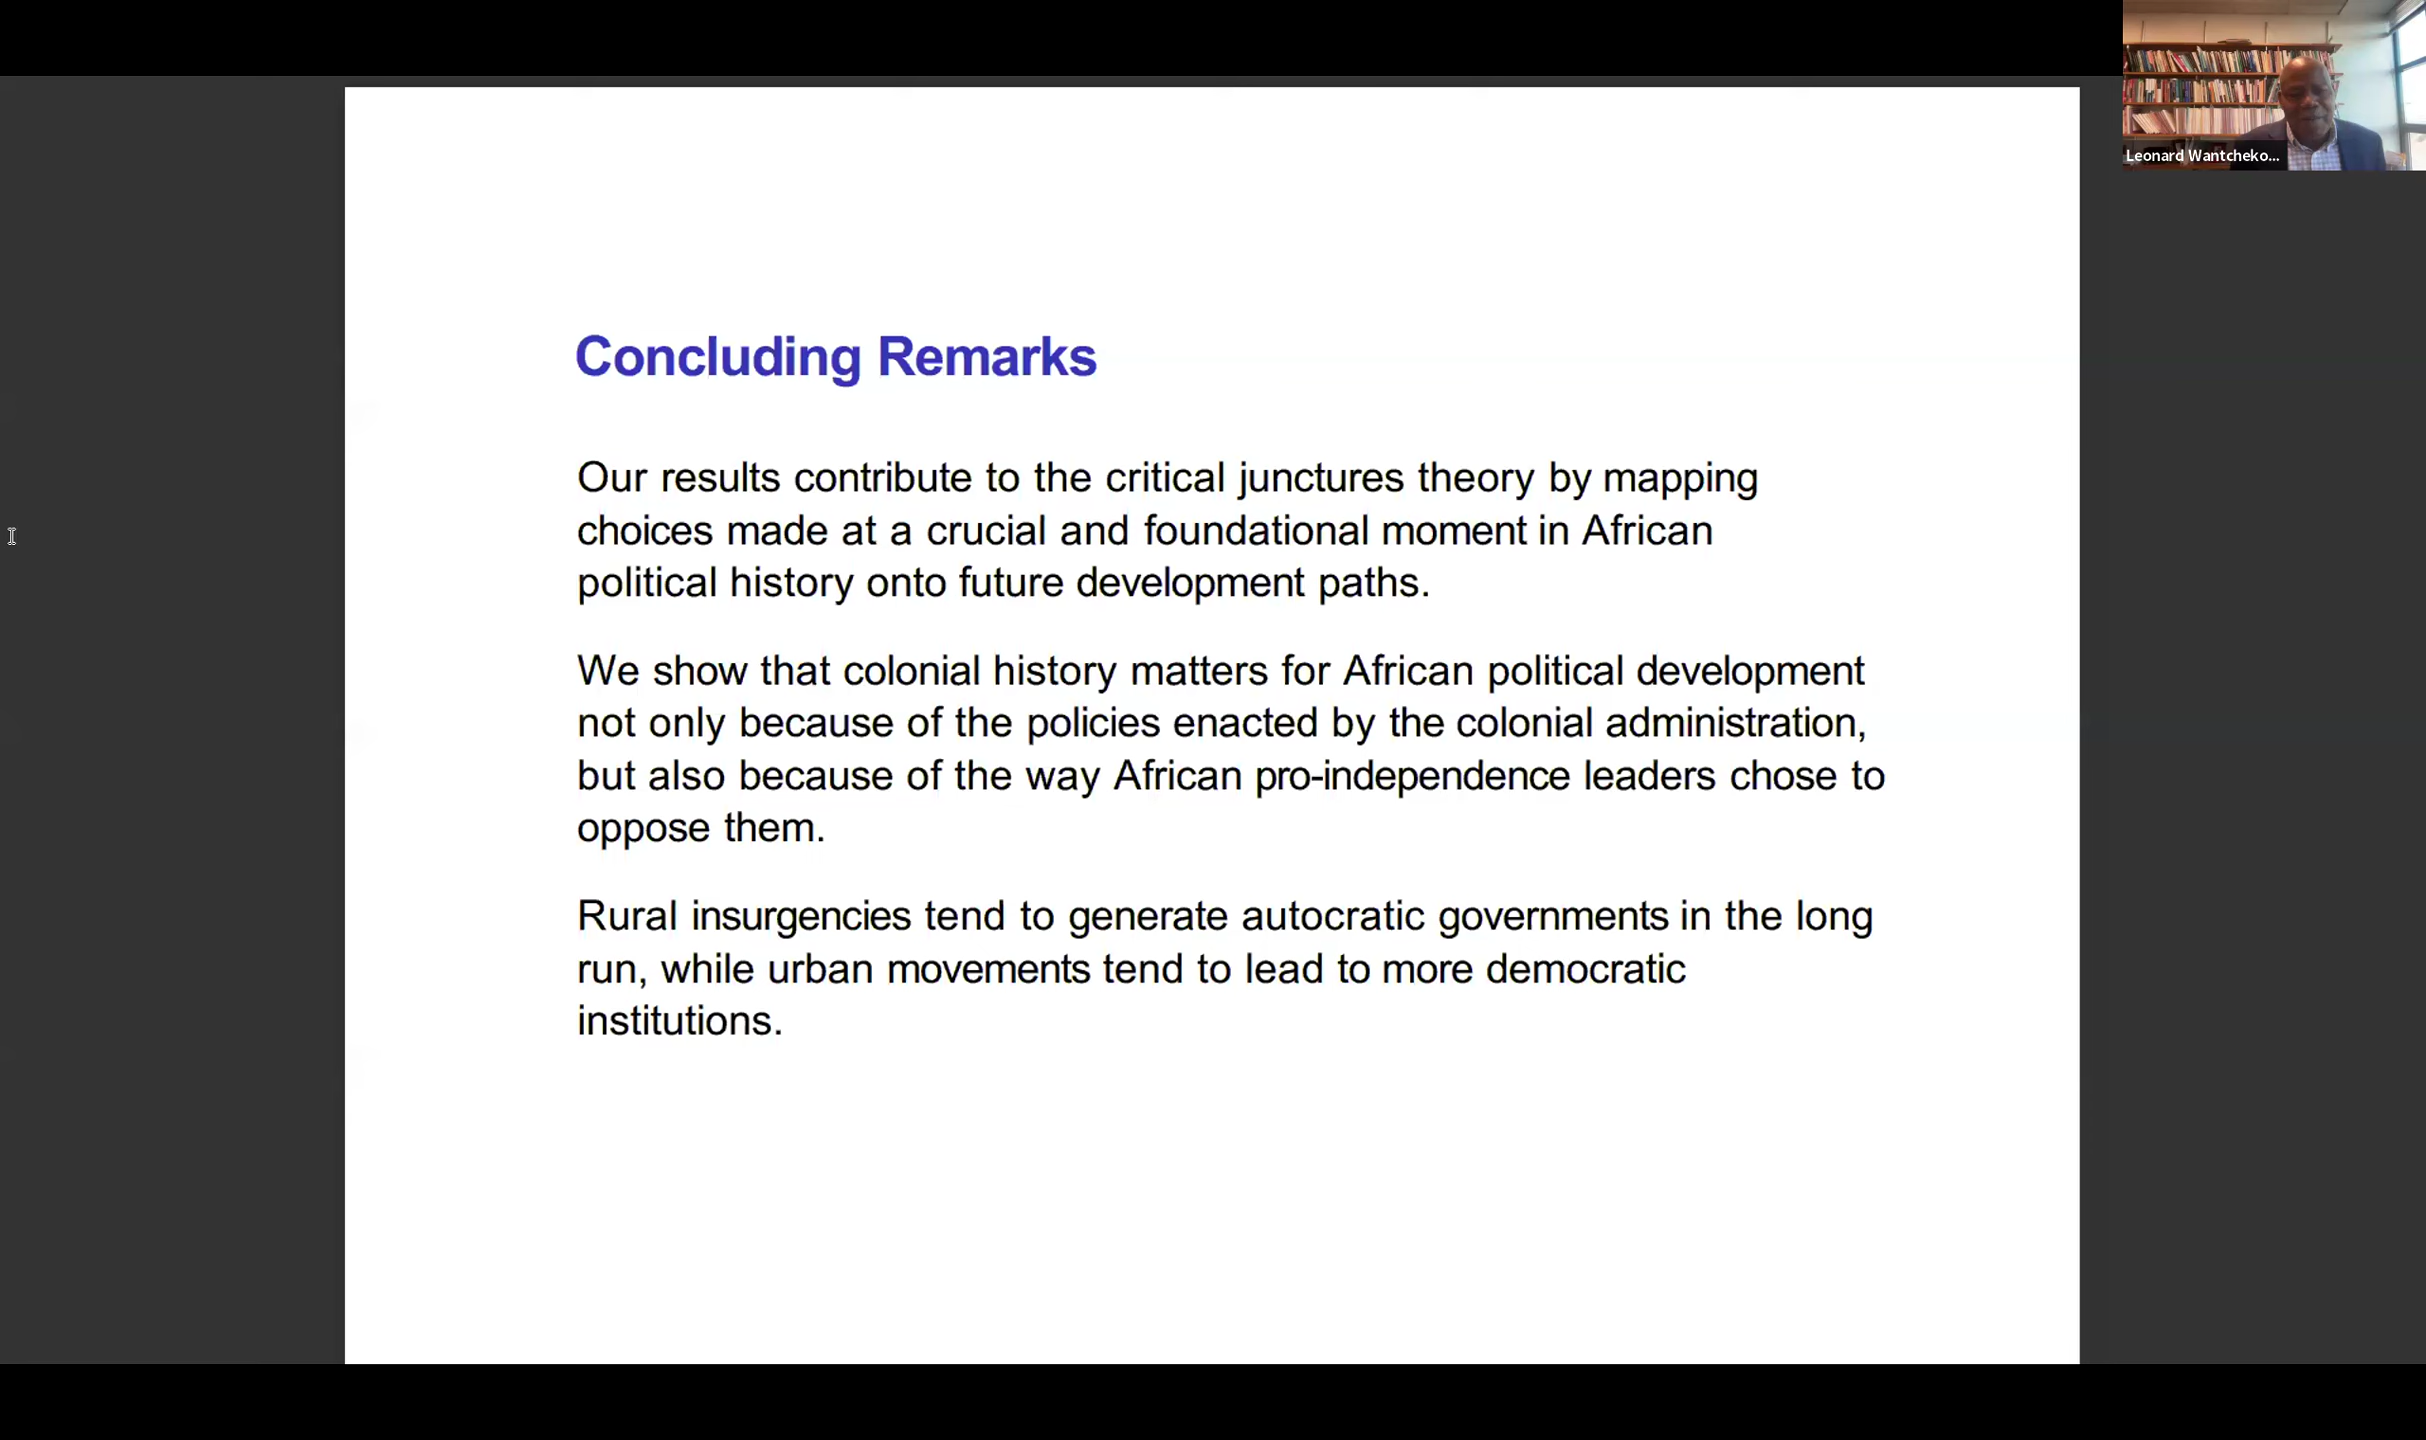 Leonard Wantcheko...
Concluding Remarks
Our results contribute to the critical junctures theory by mapping
choices made at a crucial and foundational moment in African
political history onto future development paths.
We show that colonial history matters for African political development
not only because of the policies enacted by the colonial administration,
but also because of the way African pro-independence leaders chose to
oppose them.
Rural insurgencies tend to generate autocratic governments in the long
run, while urban movements tend to lead to more democratic
institutions.